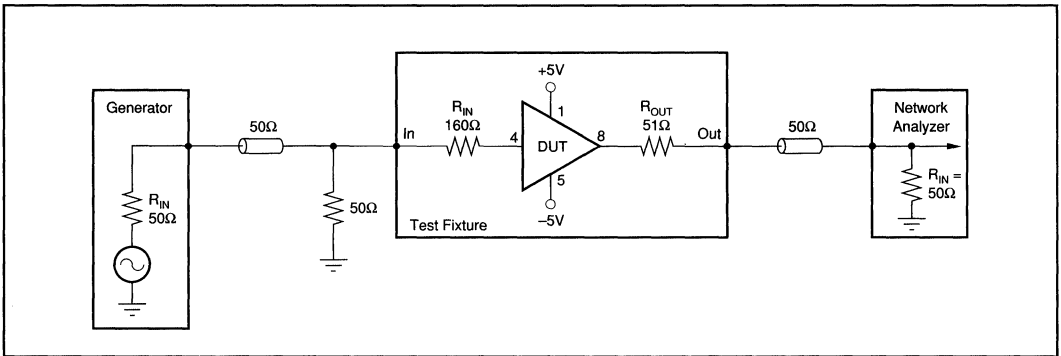 Generator
R_IN
50Ω
50Ω
50Ω
Test Fixture
In
R_IN
160Ω
4
+5V
1
DUT
5
–5V
8
R_OUT
51Ω
Out
50Ω
Network
Analyzer
R_IN =
50Ω